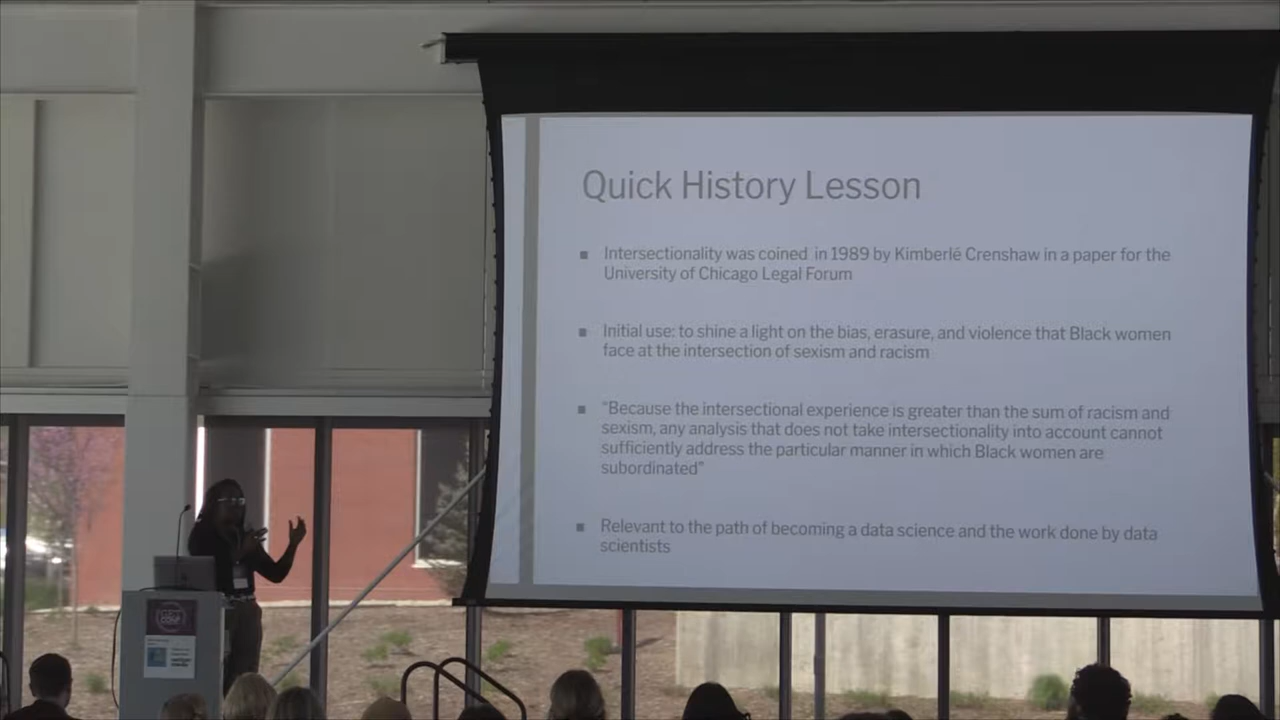 Quick History Lesson
Intersectionality was coined in 1989 by Kimberlé Crenshaw in a paper for the
University of Chicago Legal Forum
Initial use: to shine a light on the bias, erasure, and violence that Black women
face at the intersection of sexism and racism
"Because the intersectional experience is greater than the sum of racism and
sexism, any analysis that does not take intersectionality into account cannot
sufficiently address the particular manner in which Black women are
subordinated"
Relevant to the path of becoming a data science and the work done by data
scientists